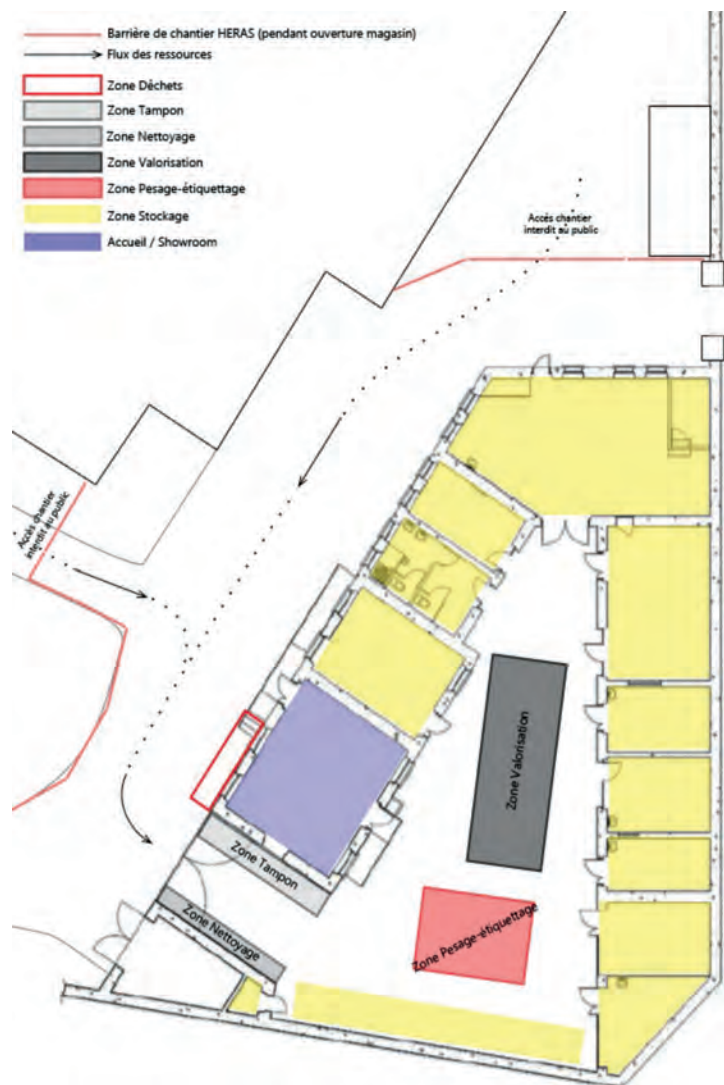 Barrière de chantier HERAS (pendant ouverture magasin)
Flux des ressources
Zone Déchets
Zone Tampon
Zone Nettoyage
Zone Valorisation
Zone Pesage-étiquettage
Zone Stockage
Accueil / Showroom
Accès chantier
interdit au public
Accès chantier
interdit au public
Zone Valorisation
Zone Tampon
Zone Nettoyage
Zone Pesage-étiquettage